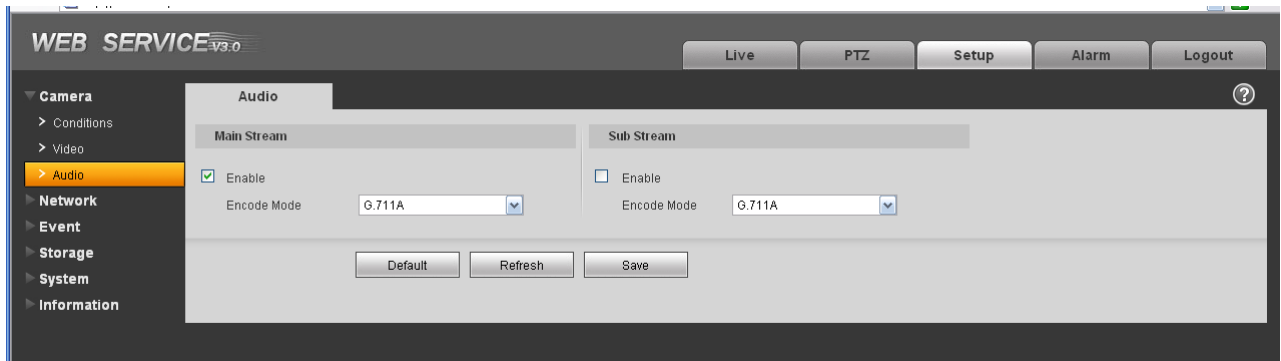 WEB SERVICE V3.0
Live PTZ Setup Alarm Logout
Camera
Conditions
Video
Audio
Network
Event
Storage
System
Information
Audio
?
Main Stream
Enable
Encode Mode G.711A
Sub Stream
Enable
Encode Mode G.711A
Default Refresh Save